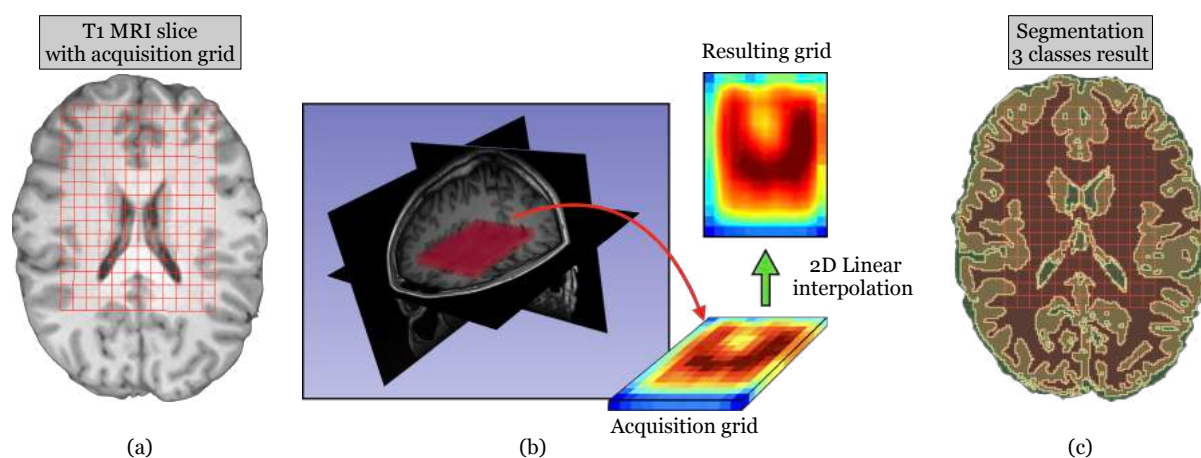 T1 MRI slice
with acquisition grid
Resulting grid
Segmentation
3 classes result
2D Linear
interpolation
Acquisition grid
(a)
(b)
(c)